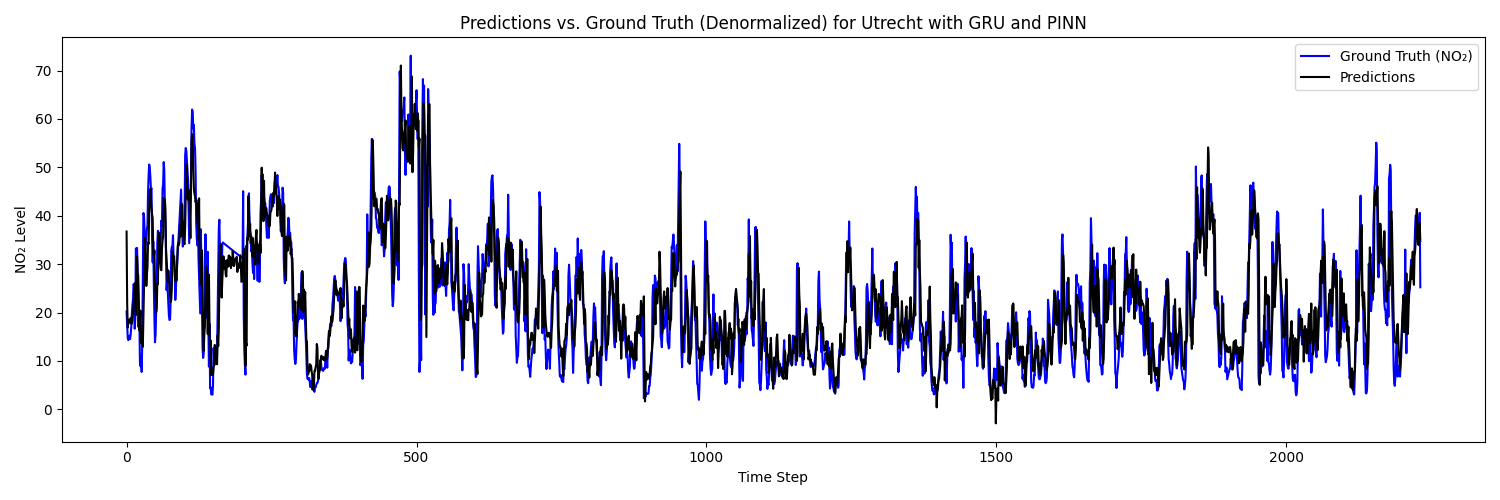 Predictions vs. Ground Truth (Denormalized) for Utrecht with GRU and PINN
Ground Truth (NO₂)
Predictions
NO₂ Level
70
60
50
40
30
20
10
0
0
500
1000
1500
2000
Time Step